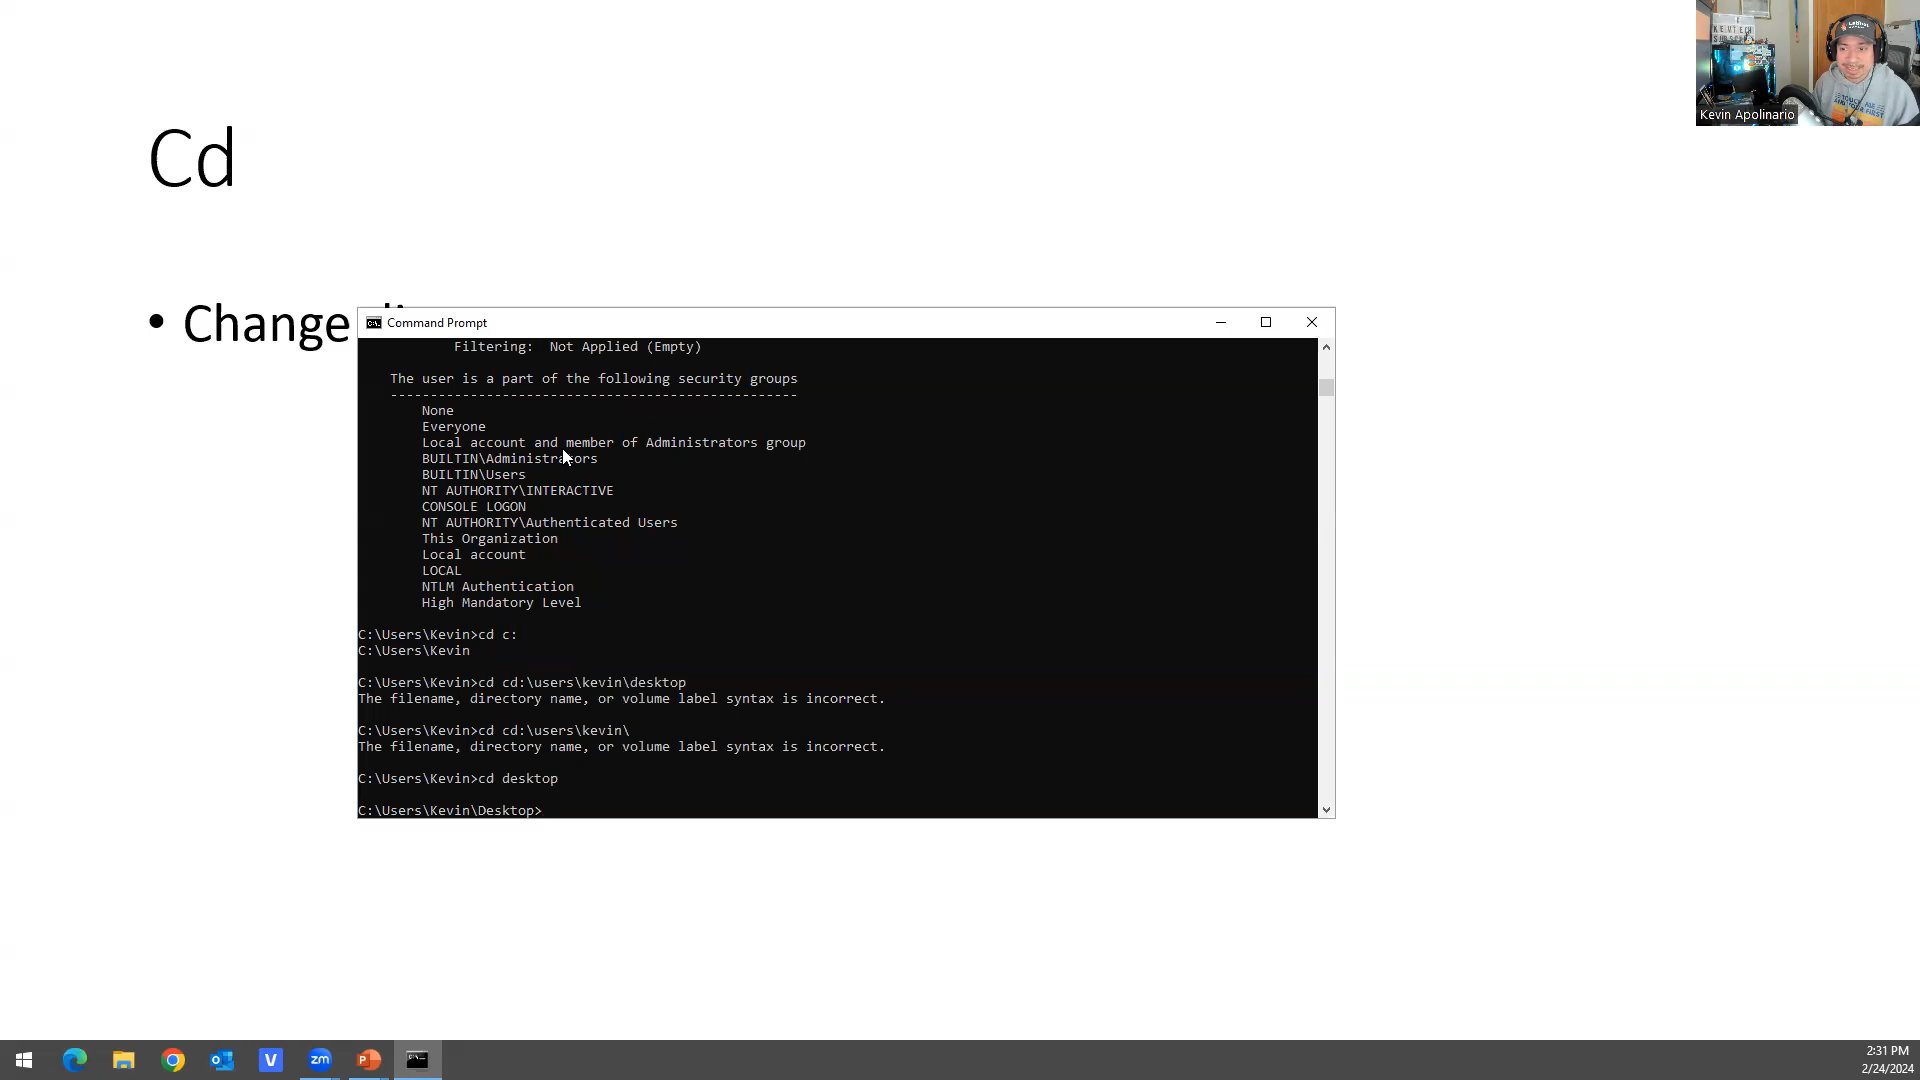 Cd
• Change
Kevin Apolinario
Command Prompt
Filtering:  Not Applied (Empty)
The user is a part of the following security groups
---------------------------------------------------
None
Everyone
Local account and member of Administrators group
BUILTIN\Administrators
BUILTIN\Users
NT AUTHORITY\INTERACTIVE
CONSOLE LOGON
NT AUTHORITY\Authenticated Users
This Organization
Local account
LOCAL
NTLM Authentication
High Mandatory Level
C:\Users\Kevin>cd c:
C:\Users\Kevin
C:\Users\Kevin>cd cd:\users\kevin\desktop
The filename, directory name, or volume label syntax is incorrect.
C:\Users\Kevin>cd cd:\users\kevin\
The filename, directory name, or volume label syntax is incorrect.
C:\Users\Kevin>cd desktop
C:\Users\Kevin\Desktop>
2:31 PM
2/24/2024